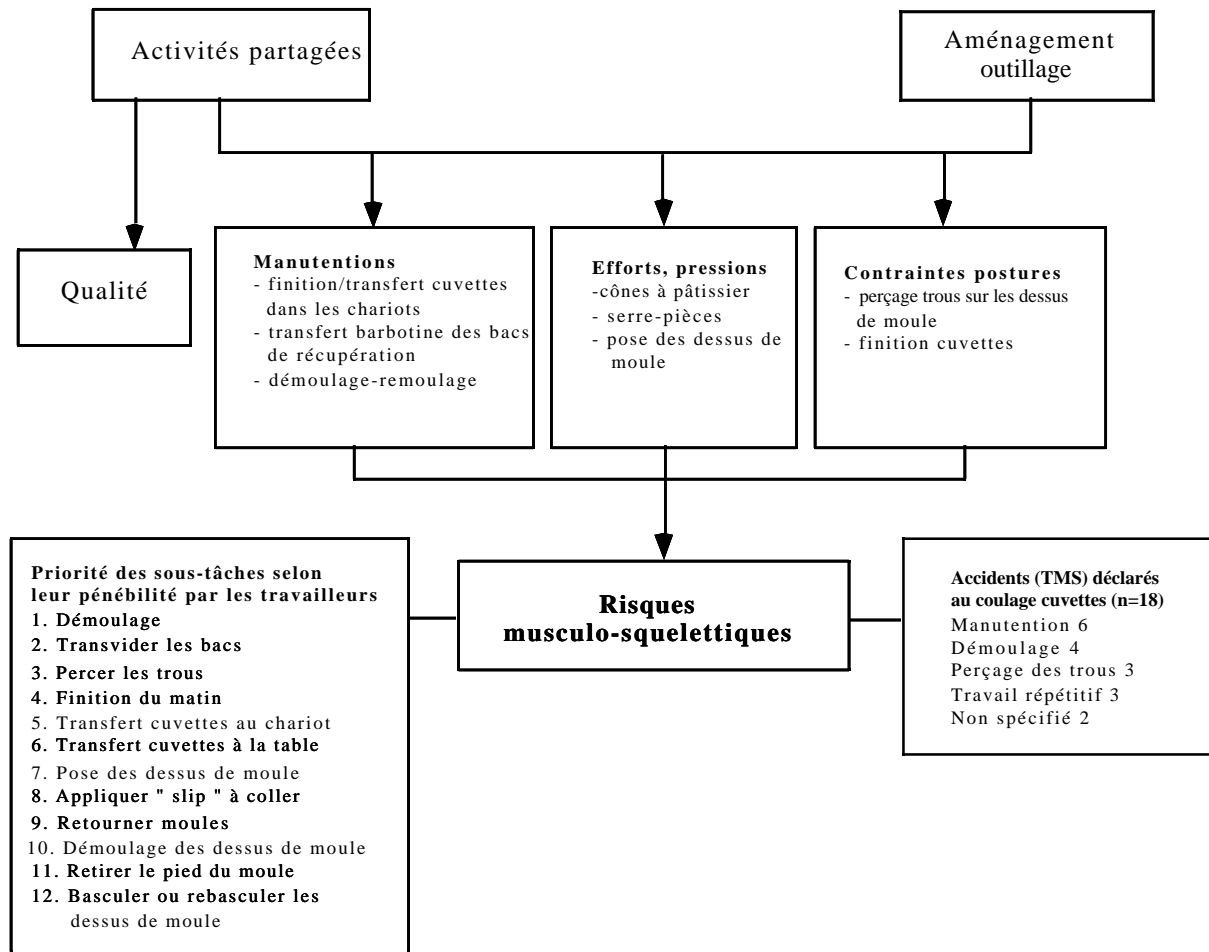 Activités partagées
Aménagement
outillage
Qualité
Manutentions
- finition/transfert cuvettes
dans les chariots
- transfert barbotine des bacs
de récupération
- démoulage-remoulage
Efforts, pressions
-cônes à pâtissier
- serre-pièces
- pose des dessus de
moule
Contraintes postures
- perçage trous sur les dessus
de moule
- finition cuvettes
Priorité des sous-tâches selon
leur pénébilité par les travailleurs
1. Démoulage
2. Transvider les bacs
3. Percer les trous
4. Finition du matin
5. Transfert cuvettes au chariot
6. Transfert cuvettes à la table
7. Pose des dessus de moule
8. Appliquer " slip " à coller
9. Retourner moules
10. Démoulage des dessus de moule
11. Retirer le pied du moule
12. Basculer ou rebasculer les
dessus de moule
Risques
musculo-squelettiques
Accidents (TMS) déclarés
au coulage cuvettes (n=18)
Manutention 6
Démoulage 4
Perçage des trous 3
Travail répétitif 3
Non spécifié 2